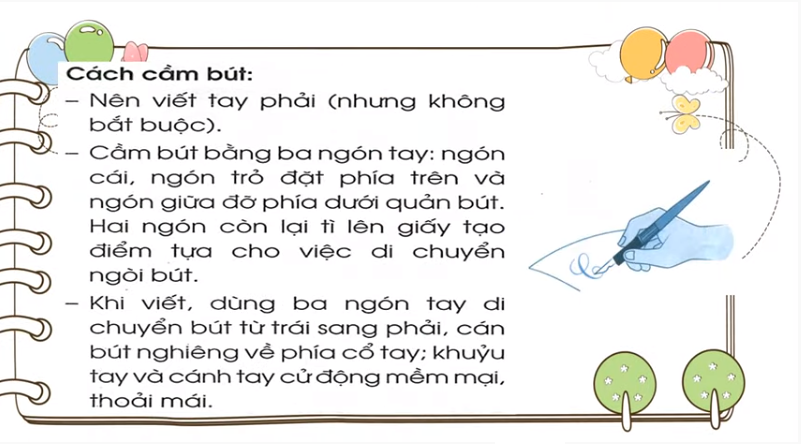 Cách cầm bút:
– Nên viết tay phải (nhưng không
bắt buộc).
– Cầm bút bằng ba ngón tay: ngón
cái, ngón trỏ đặt phía trên và
ngón giữa đỡ phía dưới quản bút.
Hai ngón còn lại tì lên giấy tạo
điểm tựa cho việc di chuyển
ngòi bút.
– Khi viết, dùng ba ngón tay di
chuyển bút từ trái sang phải, cán
bút nghiêng về phía cổ tay; khuỷu
tay và cánh tay cử động mềm mại,
thoải mái.